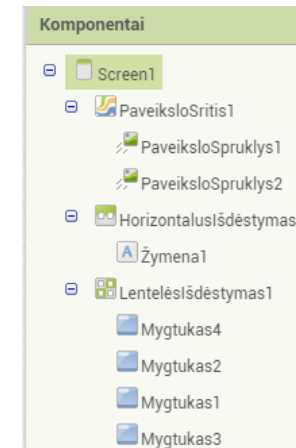 Komponentai
Screen1
PaveiksloSritis1
PaveiksloSpruklys1
PaveiksloSpruklys2
HorizontalusIšdėstymas
A Žymena1
LentelėsIšdėstymas1
Mygtukas4
Mygtukas2
Mygtukas1
Mygtukas3